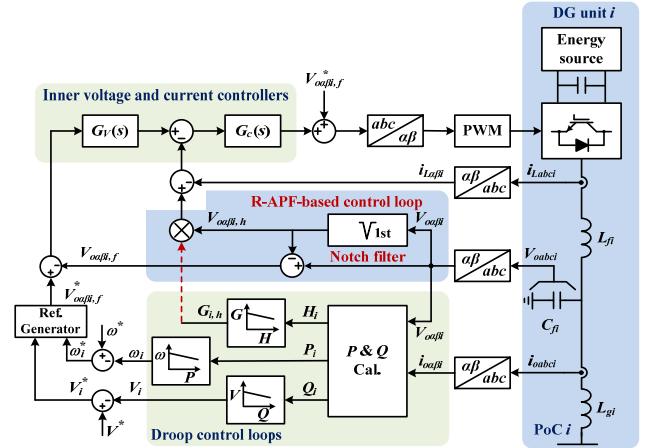 DG unit i
Energy
source
V*oαβi,f
Inner voltage and current controllers
GV(s)
Gc(s)
abc
αβ
PWM
iLαβi
αβ
abc
iLabci
R-APF-based control loop
Voαβi,h
1st
Voαβi
Notch filter
Lfi
Voαβi,f
αβ
abc
Voabci
V*oαβi,f
Cfi
Ref.
Generator
ω*
ω*i
ωi
Gi,h
G
H
Hi
P & Q
Cal.
Voαβi
ω
P
Pi
ioαβi
αβ
abc
ioabci
V*i
Vi
V
Q
Qi
V*
Lgi
Droop control loops
PoC i